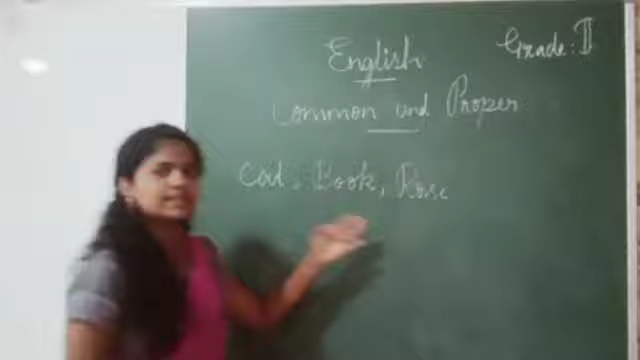 Grade: II
English
Common and Proper
Cat, Book, Rose